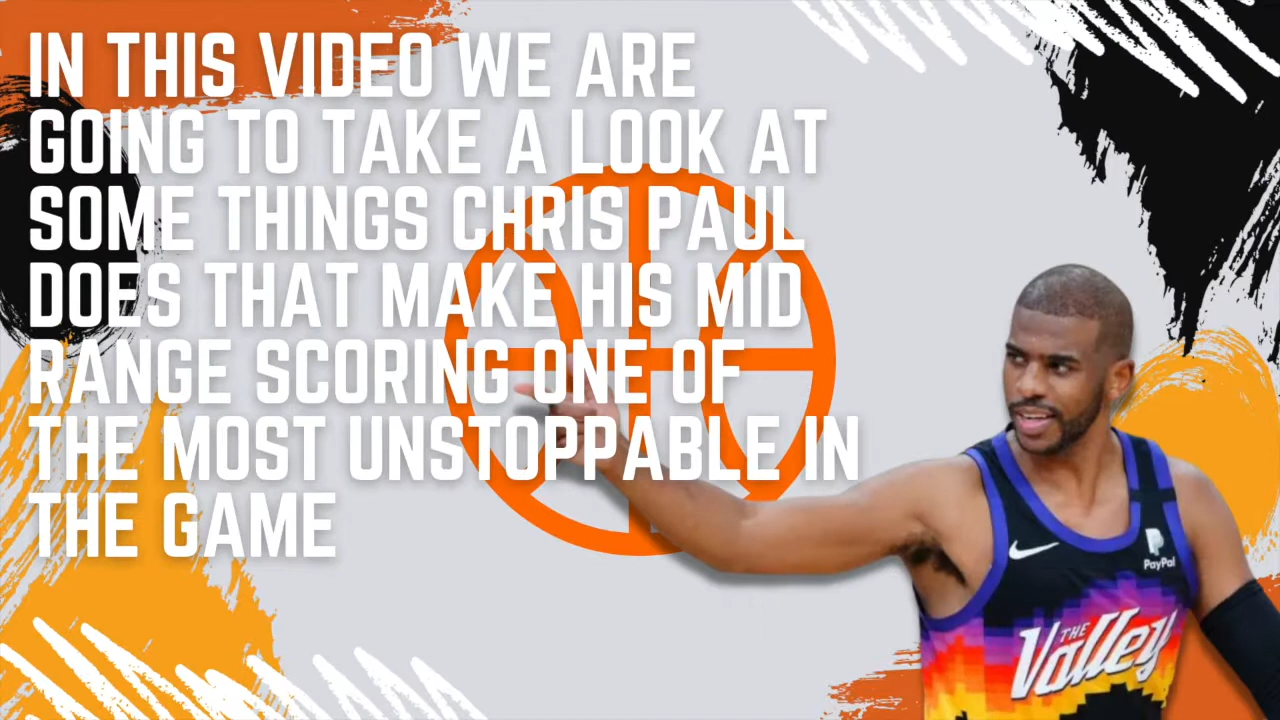 IN THIS VIDEO WE ARE
GOING TO TAKE A LOOK AT
SOME THINGS CHRIS PAUL
DOES THAT MAKE HIS MID
RANGE SCORING ONE OF
THE MOST UNSTOPPABLE IN
THE GAME
PayPal
THE
Valley